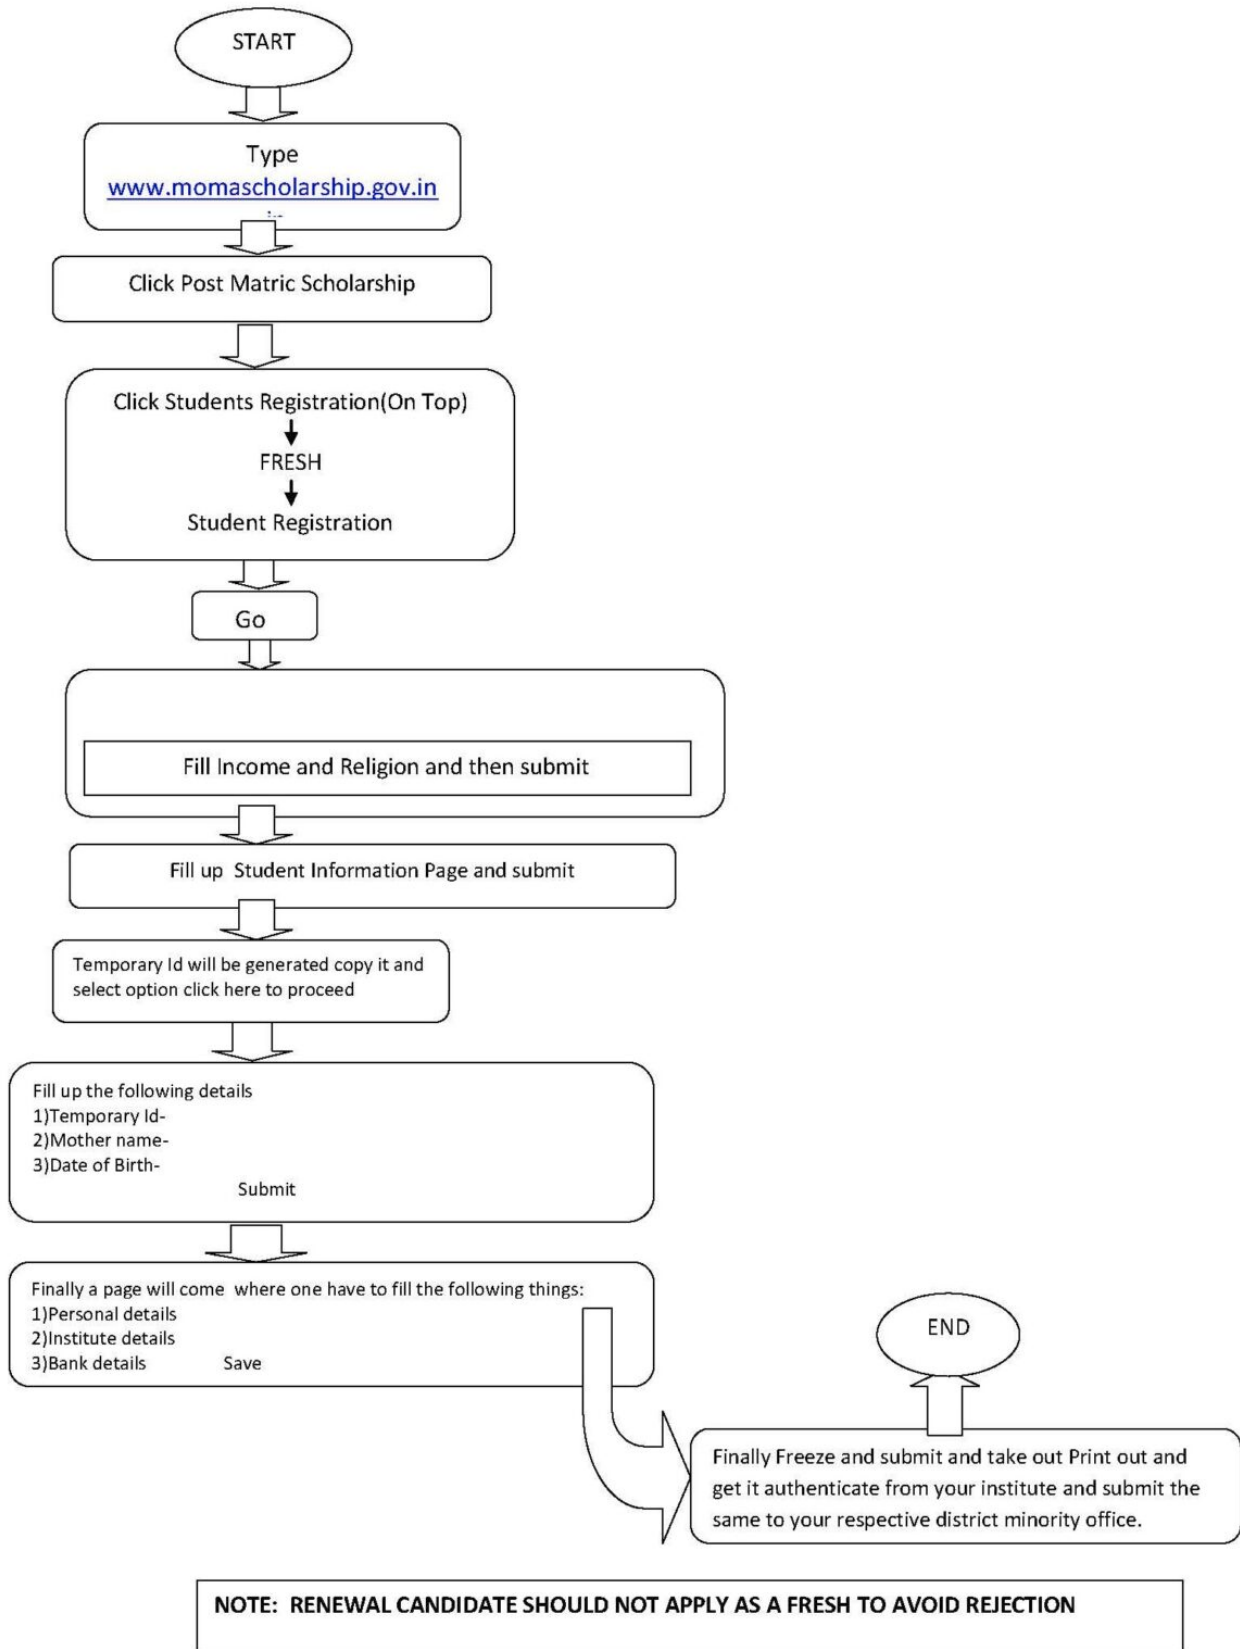 START
Type
www.momascholarship.gov.in
Click Post Matric Scholarship
Click Students Registration(On Top)
FRESH
Student Registration
Go
Fill Income and Religion and then submit
Fill up  Student Information Page and submit
Temporary Id will be generated copy it and
select option click here to proceed
Fill up the following details
1)Temporary Id-
2)Mother name-
3)Date of Birth-
Submit
Finally a page will come  where one have to fill the following things:
1)Personal details
2)Institute details
3)Bank details Save
Finally Freeze and submit and take out Print out and
get it authenticate from your institute and submit the
same to your respective district minority office.
END
NOTE:  RENEWAL CANDIDATE SHOULD NOT APPLY AS A FRESH TO AVOID REJECTION